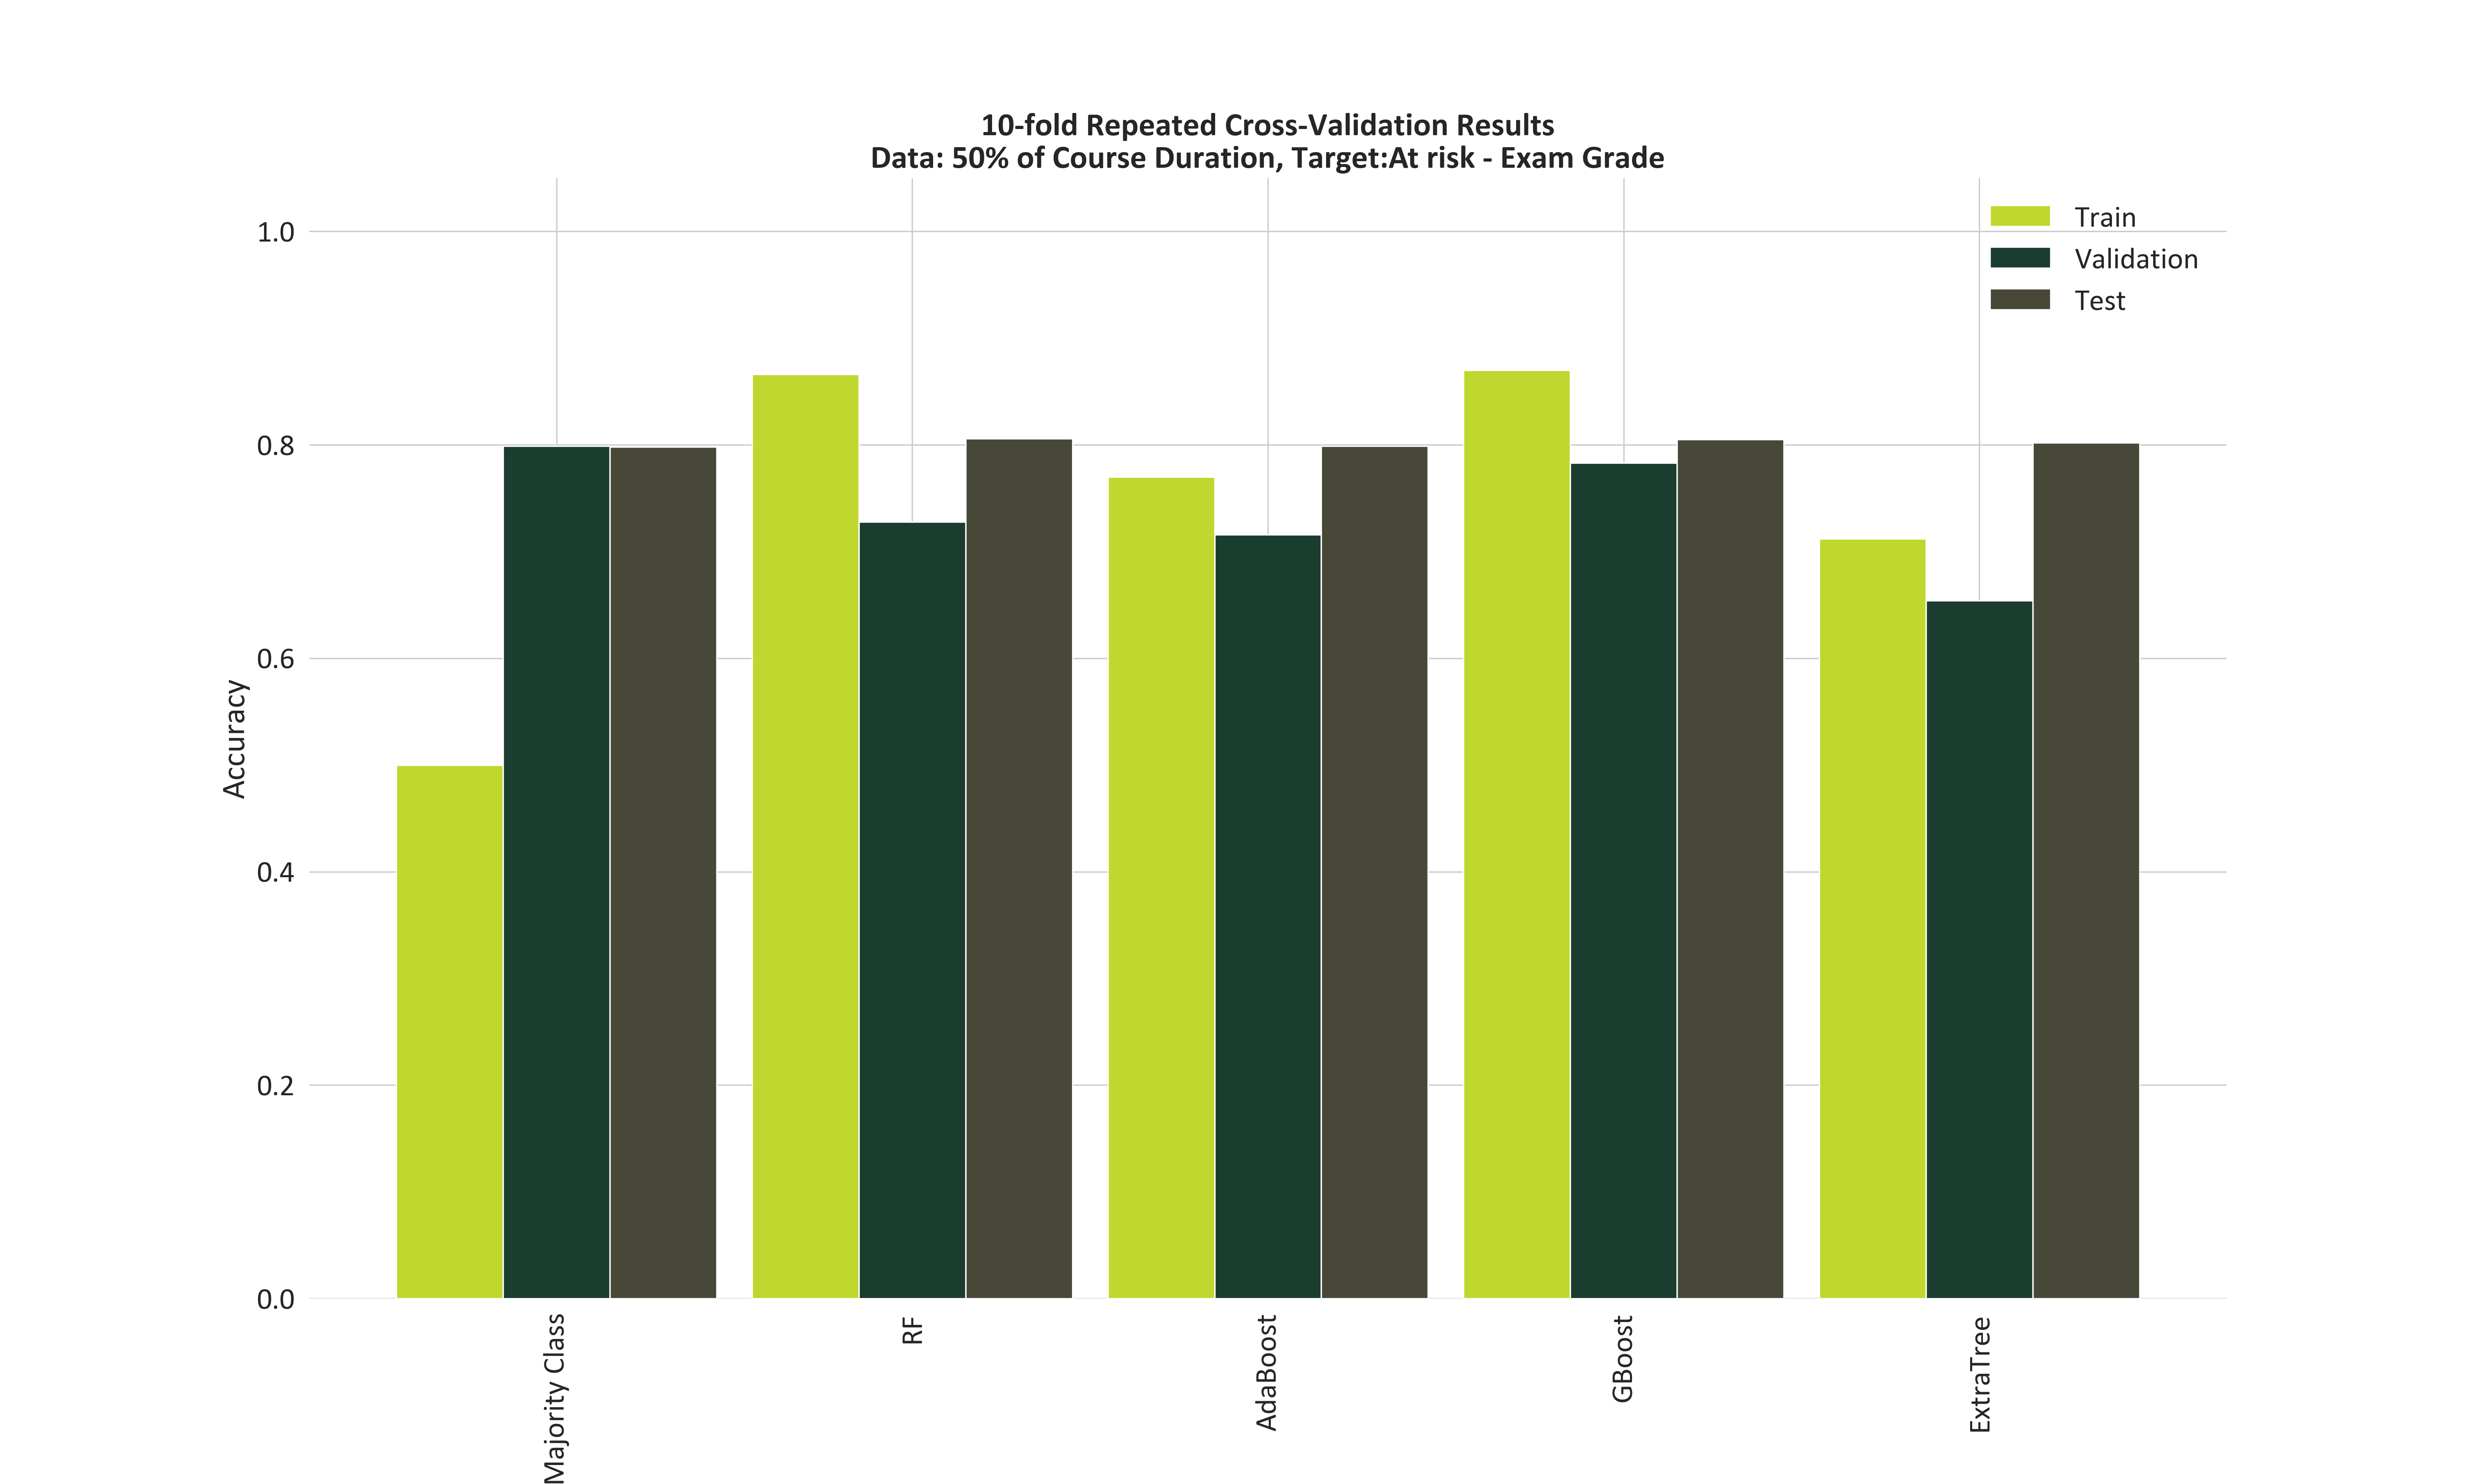 10-fold Repeated Cross-Validation Results
Data: 50% of Course Duration, Target:At risk - Exam Grade
Train
Validation
Test
1.0
0.8
0.6
0.4
0.2
0.0
Accuracy
Majority Class
RF
AdaBoost
GBoost
ExtraTree